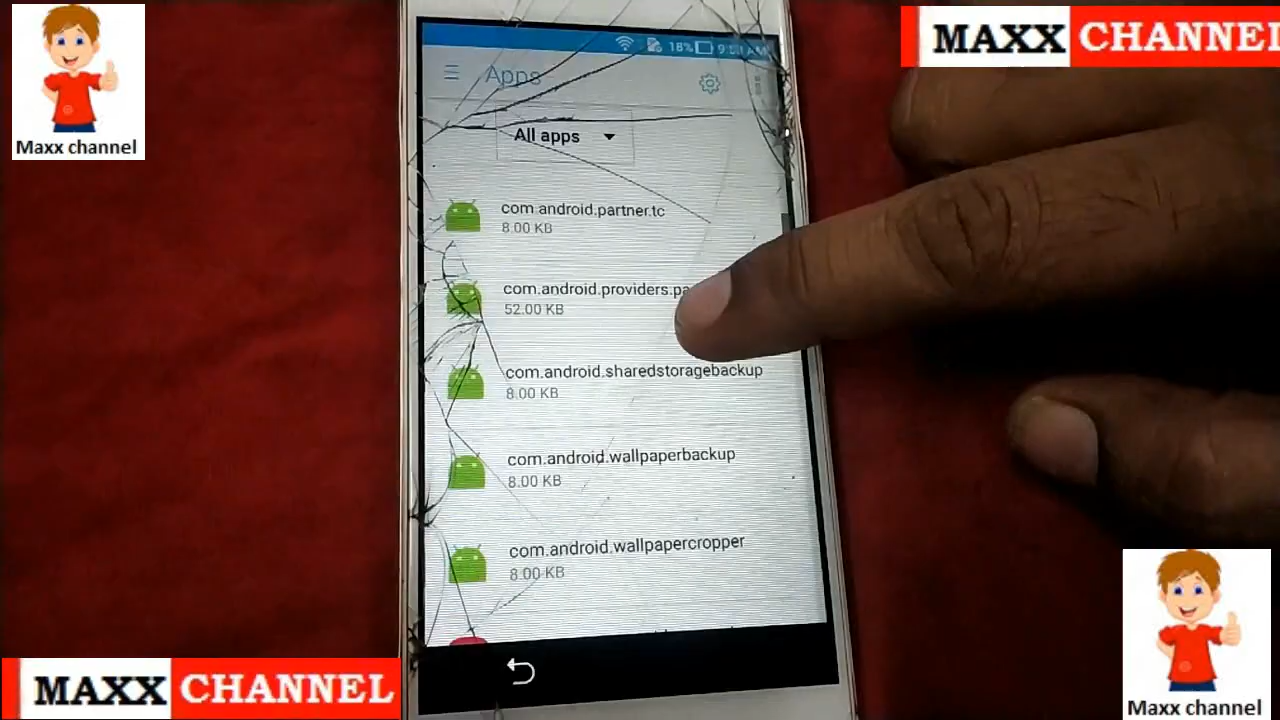 Maxx channel
MAXX CHANNEL
18%
Apps
All apps
com.android.partner.tc
8.00 KB
com.android.providers.pa
52.00 KB
com.android.sharedstoragebackup
8.00 KB
com.android.wallpaperbackup
8.00 KB
com.android.wallpapercropper
8.00 KB
MAXX CHANNEL
Maxx channel